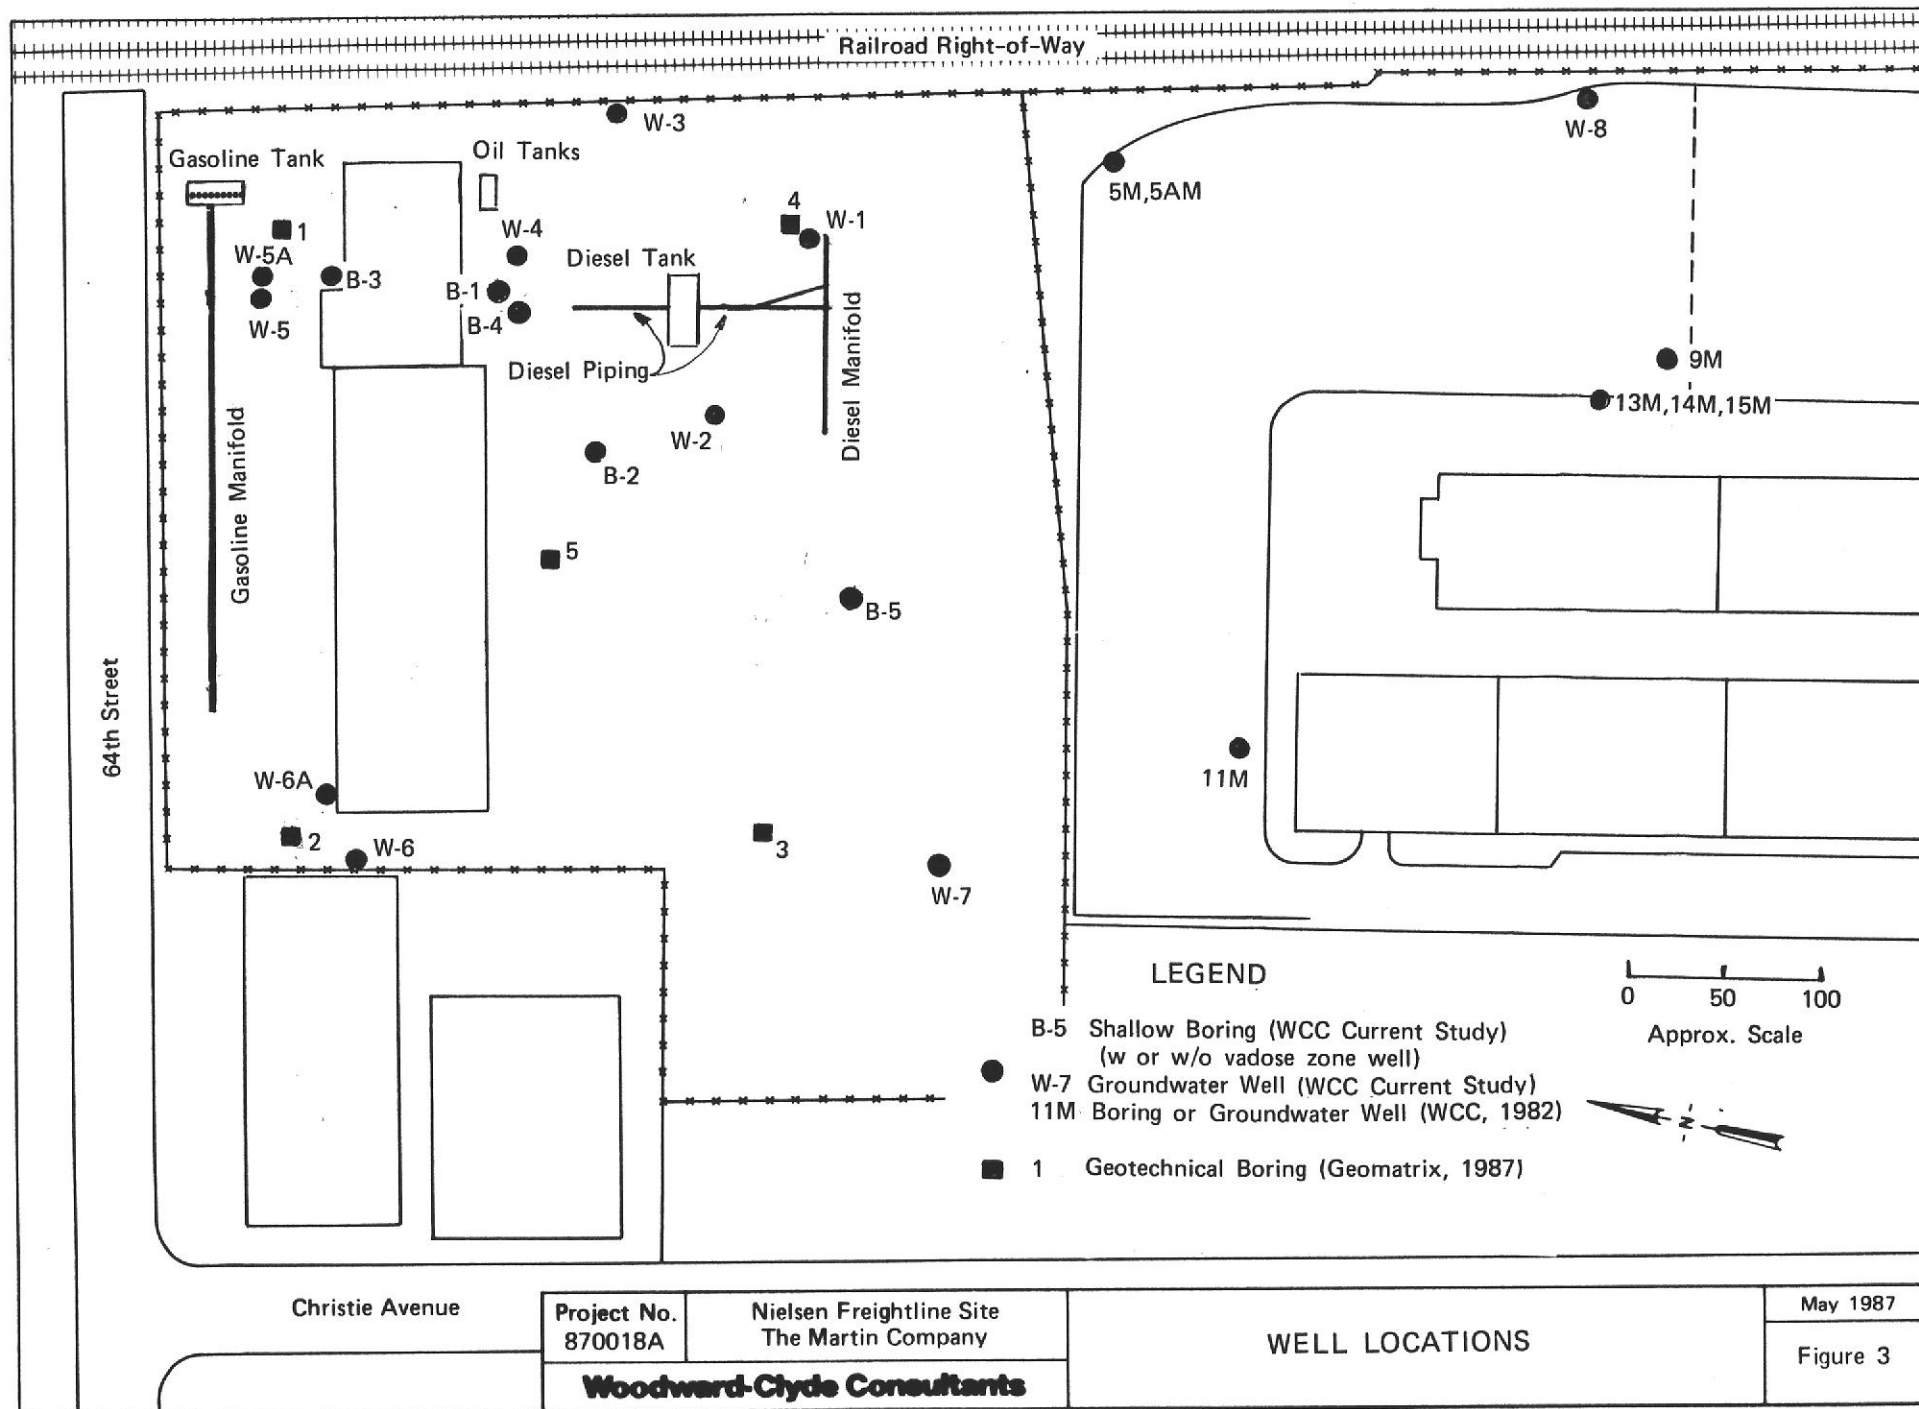 Railroad Right-of-Way
W-3
W-8
Gasoline Tank
Oil Tanks
5M,5AM
4
W-1
1
W-4
W-5A
Diesel Tank
B-3
B-1
W-5
B-4
Diesel Piping
Diesel Manifold
9M
13M,14M,15M
W-2
B-2
Gasoline Manifold
5
B-5
64th Street
W-6A
11M
2
W-6
3
W-7
LEGEND
0 50 100
Approx. Scale
B-5 Shallow Boring (WCC Current Study)
(w or w/o vadose zone well)
W-7 Groundwater Well (WCC Current Study)
11M Boring or Groundwater Well (WCC, 1982)
N
1 Geotechnical Boring (Geomatrix, 1987)
Christie Avenue
Project No.
870018A
Nielsen Freightline Site
The Martin Company
Woodward-Clyde Consultants
WELL LOCATIONS
May 1987
Figure 3